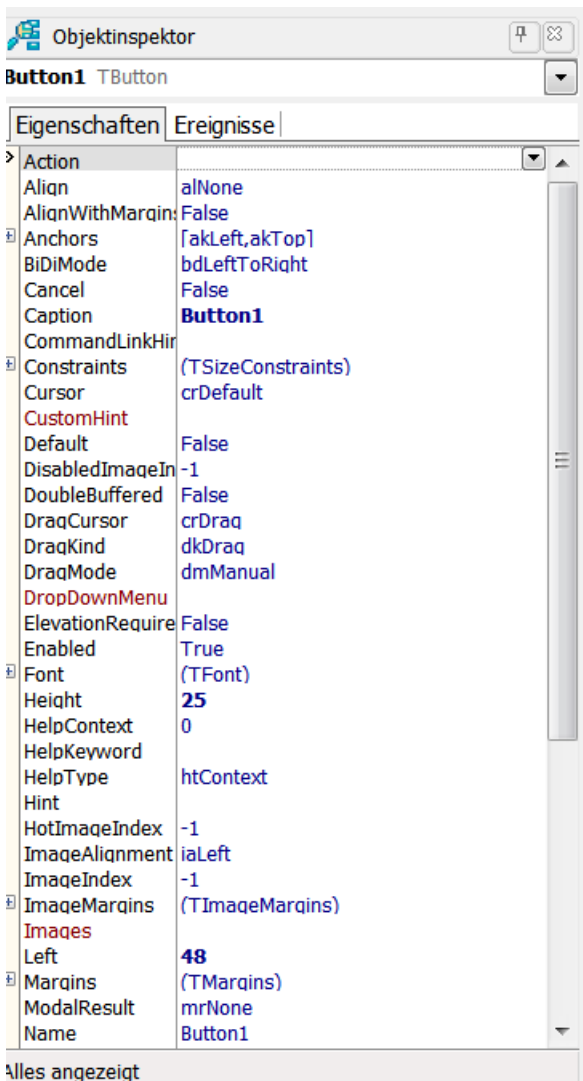 Objektinspektor
Button1 TButton
Eigenschaften Ereignisse
Action
Align alNone
AlignWithMargins False
Anchors [akLeft,akTop]
BiDiMode bdLeftToRight
Cancel False
Caption Button1
CommandLinkHin
Constraints (TSizeConstraints)
Cursor crDefault
CustomHint
Default False
DisabledImageIn -1
DoubleBuffered False
DragCursor crDrag
DragKind dkDrag
DragMode dmManual
DropDownMenu
ElevationRequire False
Enabled True
Font (TFont)
Height 25
HelpContext 0
HelpKeyword
HelpType htContext
Hint
HotImageIndex -1
ImageAlignment iaLeft
ImageIndex -1
ImageMargins (TImageMargins)
Images
Left 48
Margins (TMargins)
ModalResult mrNone
Name Button1
Alles angezeigt